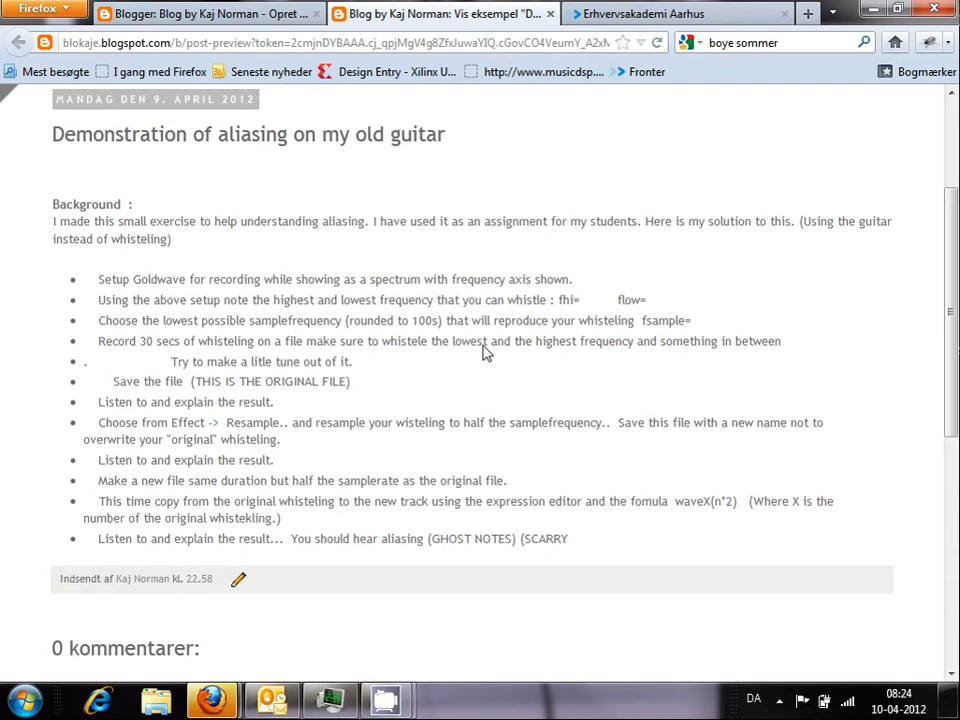 Firefox
Blogger: Blog by Kaj Norman - Opret ...
Blog by Kaj Norman: Vis eksempel "D...
Erhvervsakademi Aarhus
blokaje.blogspot.com/b/post-preview?token=
boye sommer
Mest besøgte
I gang med Firefox
Seneste nyheder
Design Entry - Xilinx U...
http://www.musicdsp....
Fronter
Bogmærker
MANDAG DEN 9. APRIL 2012
Demonstration of aliasing on my old guitar
Background :
I made this small exercise to help understanding aliasing. I have used it as an assignment for my students. Here is my solution to this. (Using the guitar
instead of whisteling)
Setup Goldwave for recording while showing as a spectrum with frequency axis shown.
Using the above setup note the highest and lowest frequency that you can whistle : fhi= flow=
Choose the lowest possible samplefrequency (rounded to 100s) that will reproduce your whisteling fsample=
Record 30 secs of whisteling on a file make sure to whistele the lowest and the highest frequency and something in between
. Try to make a litle tune out of it.
Save the file (THIS IS THE ORIGINAL FILE)
Listen to and explain the result.
Choose from Effect -> Resample.. and resample your wisteling to half the samplefrequency.. Save this file with a new name not to
overwrite your "original" whisteling.
Listen to and explain the result.
Make a new file same duration but half the samplerate as the original file.
This time copy from the original whisteling to the new track using the expression editor and the fomula waveX(n*2) (Where X is the
number of the original whistekling.)
Listen to and explain the result... You should hear aliasing (GHOST NOTES) (SCARRY
Indsendt af Kaj Norman kl. 22.58
0 kommentarer:
DA
08:24
10-04-2012